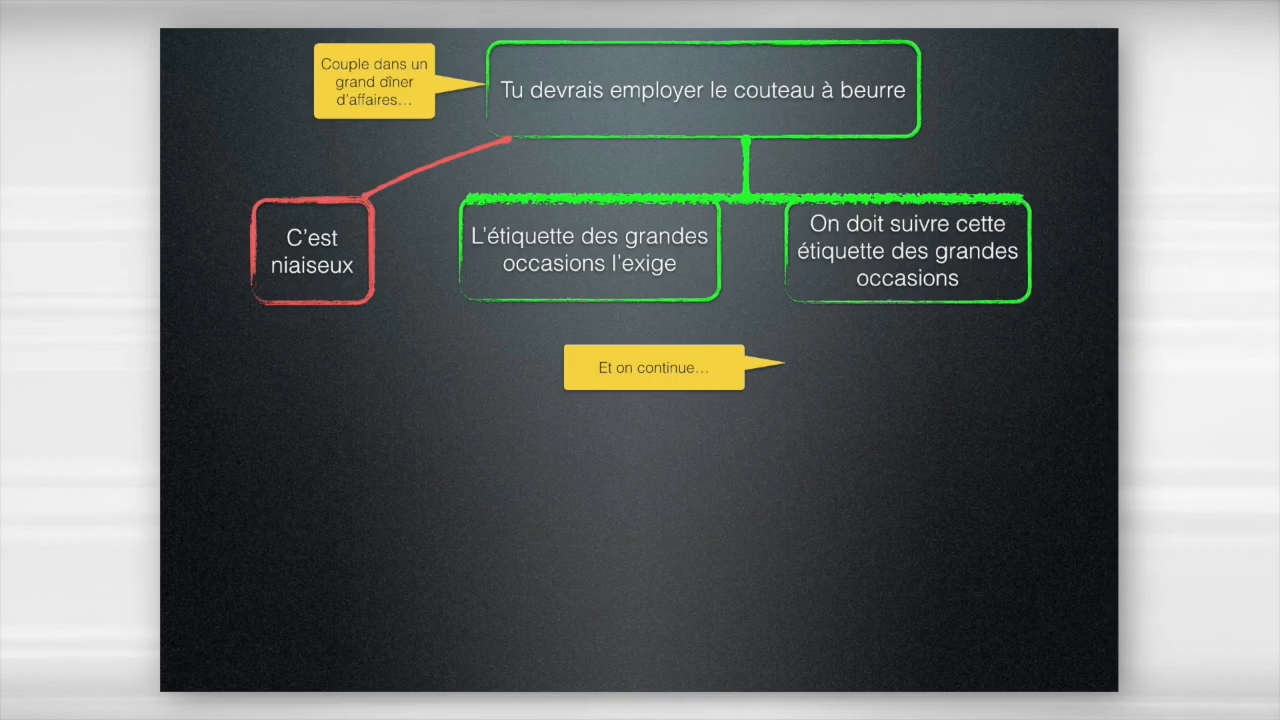 Couple dans un
grand dîner
d’affaires…
Tu devrais employer le couteau à beurre
C’est
niaiseux
L’étiquette des grandes
occasions l’exige
On doit suivre cette
étiquette des grandes
occasions
Et on continue…